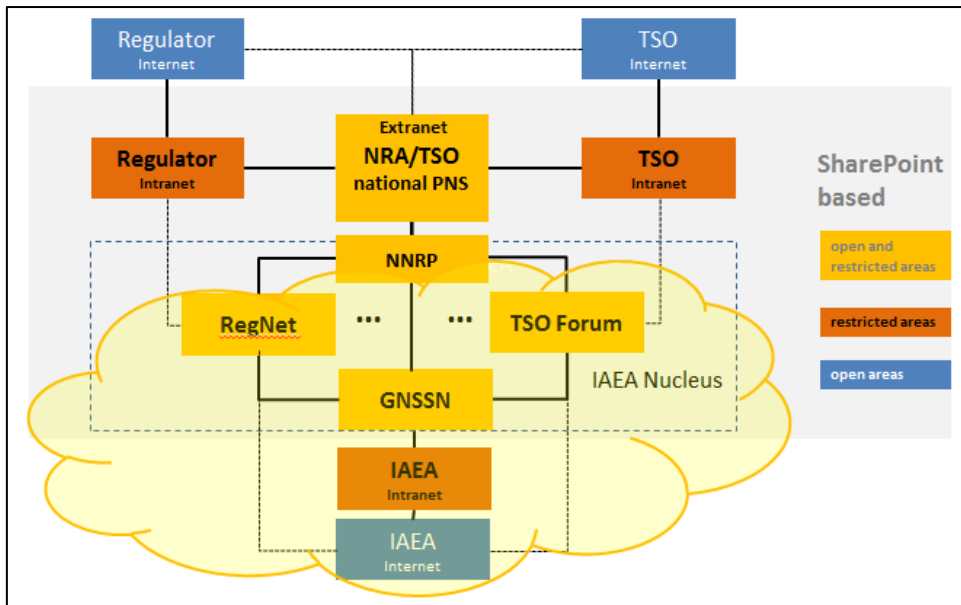 Regulator
Internet
TSO
Internet
Extranet
NRA/TSO
national PNS
Regulator
Intranet
TSO
Intranet
SharePoint
based
NNRP
open and
restricted areas
RegNet
...
...
TSO Forum
restricted areas
IAEA Nucleus
open areas
GNSSN
IAEA
Intranet
IAEA
Internet